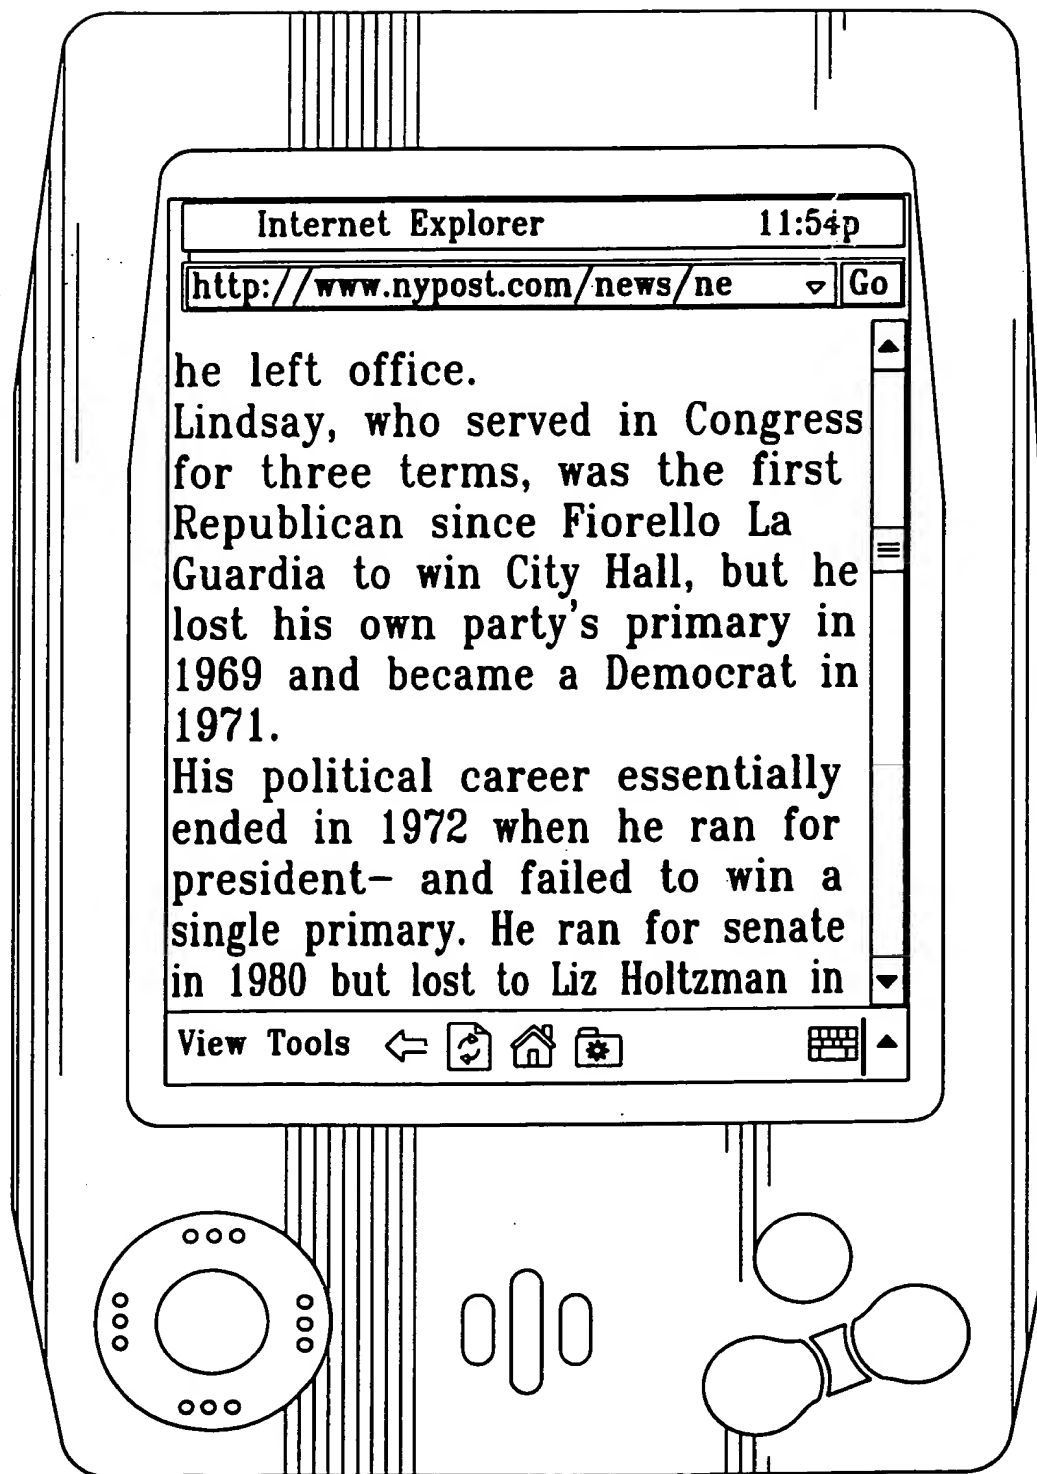 Internet Explorer 11:54p
http://www.nypost.com/news/ne Go
he left office.
Lindsay, who served in Congress
for three terms, was the first
Republican since Fiorello La
Guardia to win City Hall, but he
lost his own party's primary in
1969 and became a Democrat in
1971.
His political career essentially
ended in 1972 when he ran for
president- and failed to win a
single primary. He ran for senate
in 1980 but lost to Liz Holtzman in
View Tools